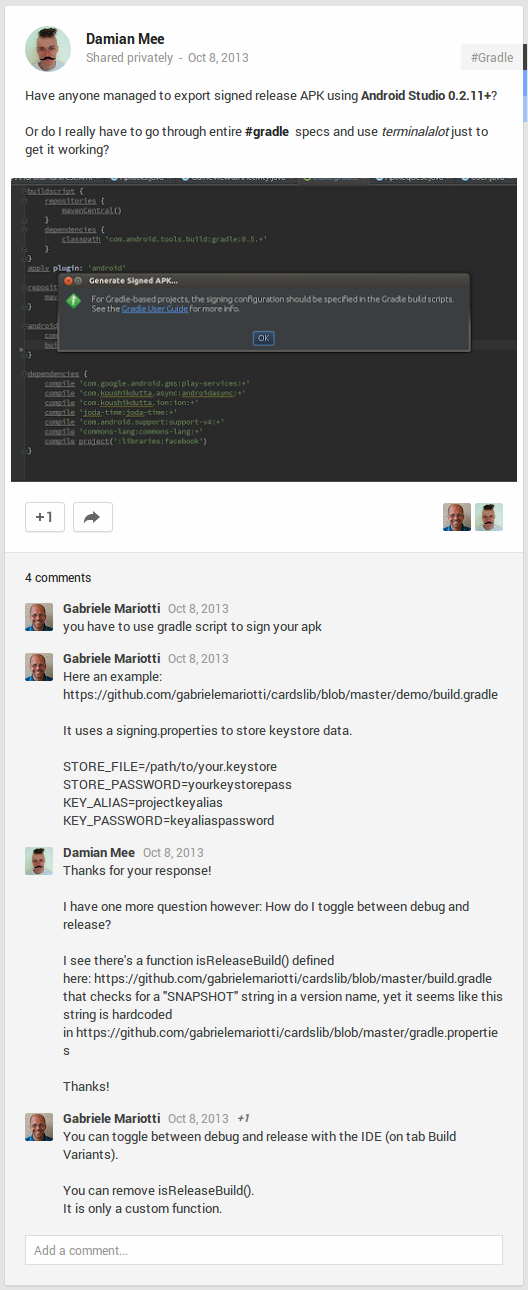 Damian Mee
Shared privately - Oct 8, 2013
#Gradle
Have anyone managed to export signed release APK using Android Studio 0.2.11+?
Or do I really have to go through entire #gradle specs and use terminalalot just to
get it working?
buildscript {
repositories {
mavenCentral()
}
dependencies {
classpath 'com.android.tools.build:gradle:0.5.+'
}
}
apply plugin: 'android'
Generate Signed APK...
reposit
mav
For Gradle-based projects, the signing configuration should be specified in the Gradle build scripts.
See the Gradle User Guide for more info.
}
android
com
bui
OK
}
dependencies {
compile 'com.google.android.gms:play-services:+'
compile 'com.koushikdutta.async:androidasync:+'
compile 'com.koushikdutta.ion:ion:+'
compile 'joda-time:joda-time:+'
compile 'com.android.support:support-v4:+'
compile 'commons-lang:commons-lang:+'
compile project(':libraries:facebook')
}
+1
4 comments
Gabriele Mariotti Oct 8, 2013
you have to use gradle script to sign your apk
Gabriele Mariotti Oct 8, 2013
Here an example:
https://github.com/gabrielemariotti/cardslib/blob/master/demo/build.gradle
It uses a signing.properties to store keystore data.
STORE_FILE=/path/to/your.keystore
STORE_PASSWORD=yourkeystorepass
KEY_ALIAS=projectkeyalias
KEY_PASSWORD=keyaliaspassword
Damian Mee Oct 8, 2013
Thanks for your response!
I have one more question however: How do I toggle between debug and
release?
I see there's a function isReleaseBuild() defined
here: https://github.com/gabrielemariotti/cardslib/blob/master/build.gradle
that checks for a "SNAPSHOT" string in a version name, yet it seems like this
string is hardcoded
in https://github.com/gabrielemariotti/cardslib/blob/master/gradle.propertie
s
Thanks!
Gabriele Mariotti Oct 8, 2013 +1
You can toggle between debug and release with the IDE (on tab Build
Variants).
You can remove isReleaseBuild().
It is only a custom function.
Add a comment...